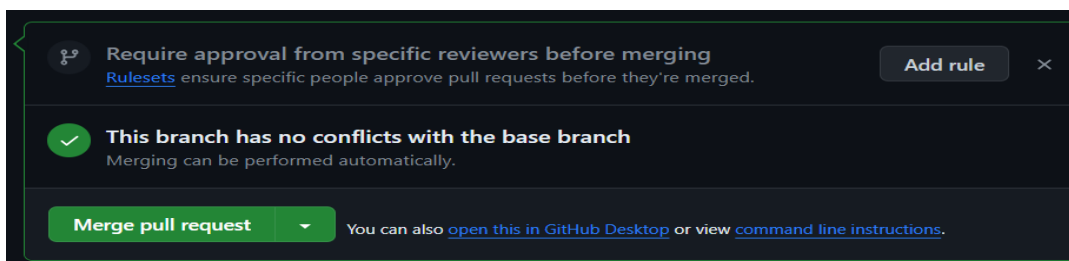 Require approval from specific reviewers before merging
Rulesets ensure specific people approve pull requests before they're merged.
Add rule
This branch has no conflicts with the base branch
Merging can be performed automatically.
Merge pull request
You can also open this in GitHub Desktop or view command line instructions.